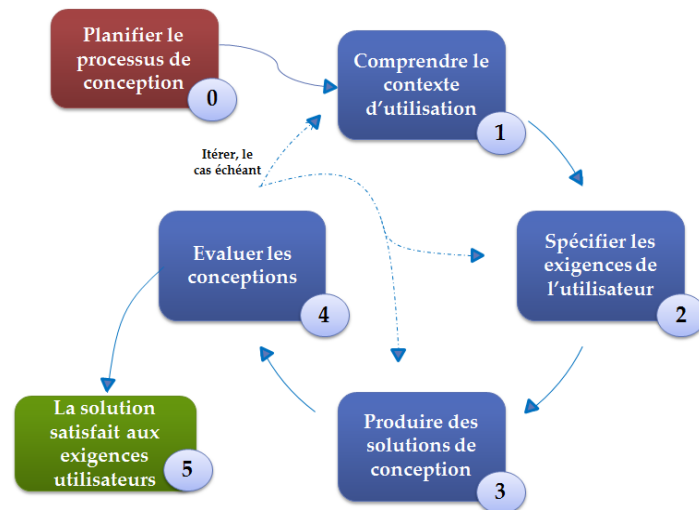 Planifier le
processus de
conception
0
Comprendre le
contexte
d'utilisation
1
Itérer, le
cas échéant
Spécifier les
exigences de
l'utilisateur
2
Evaluer les
conceptions
4
Produire des
solutions de
conception
3
La solution
satisfait aux
exigences
utilisateurs
5